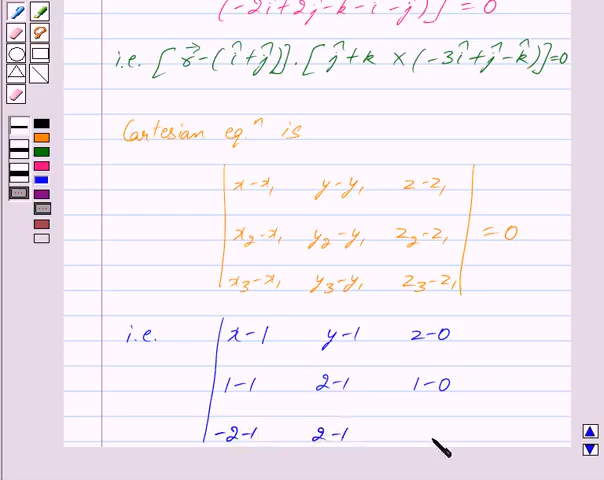 (-2i+2j-k-i-j)] = 0
i.e. [r⃗-(î+ĵ)].[ĵ+k × (-3î+ĵ-k̂)]=0
Cartesian eqⁿ is
| x-x₁ y-y₁ z-z₁ |
| x₂-x₁ y₂-y₁ z₂-z₁ | =0
| x₃-x₁ y₃-y₁ z₃-z₁ |
i.e. | x-1 y-1 z-0
| 1-1 2-1 1-0
| -2-1 2-1